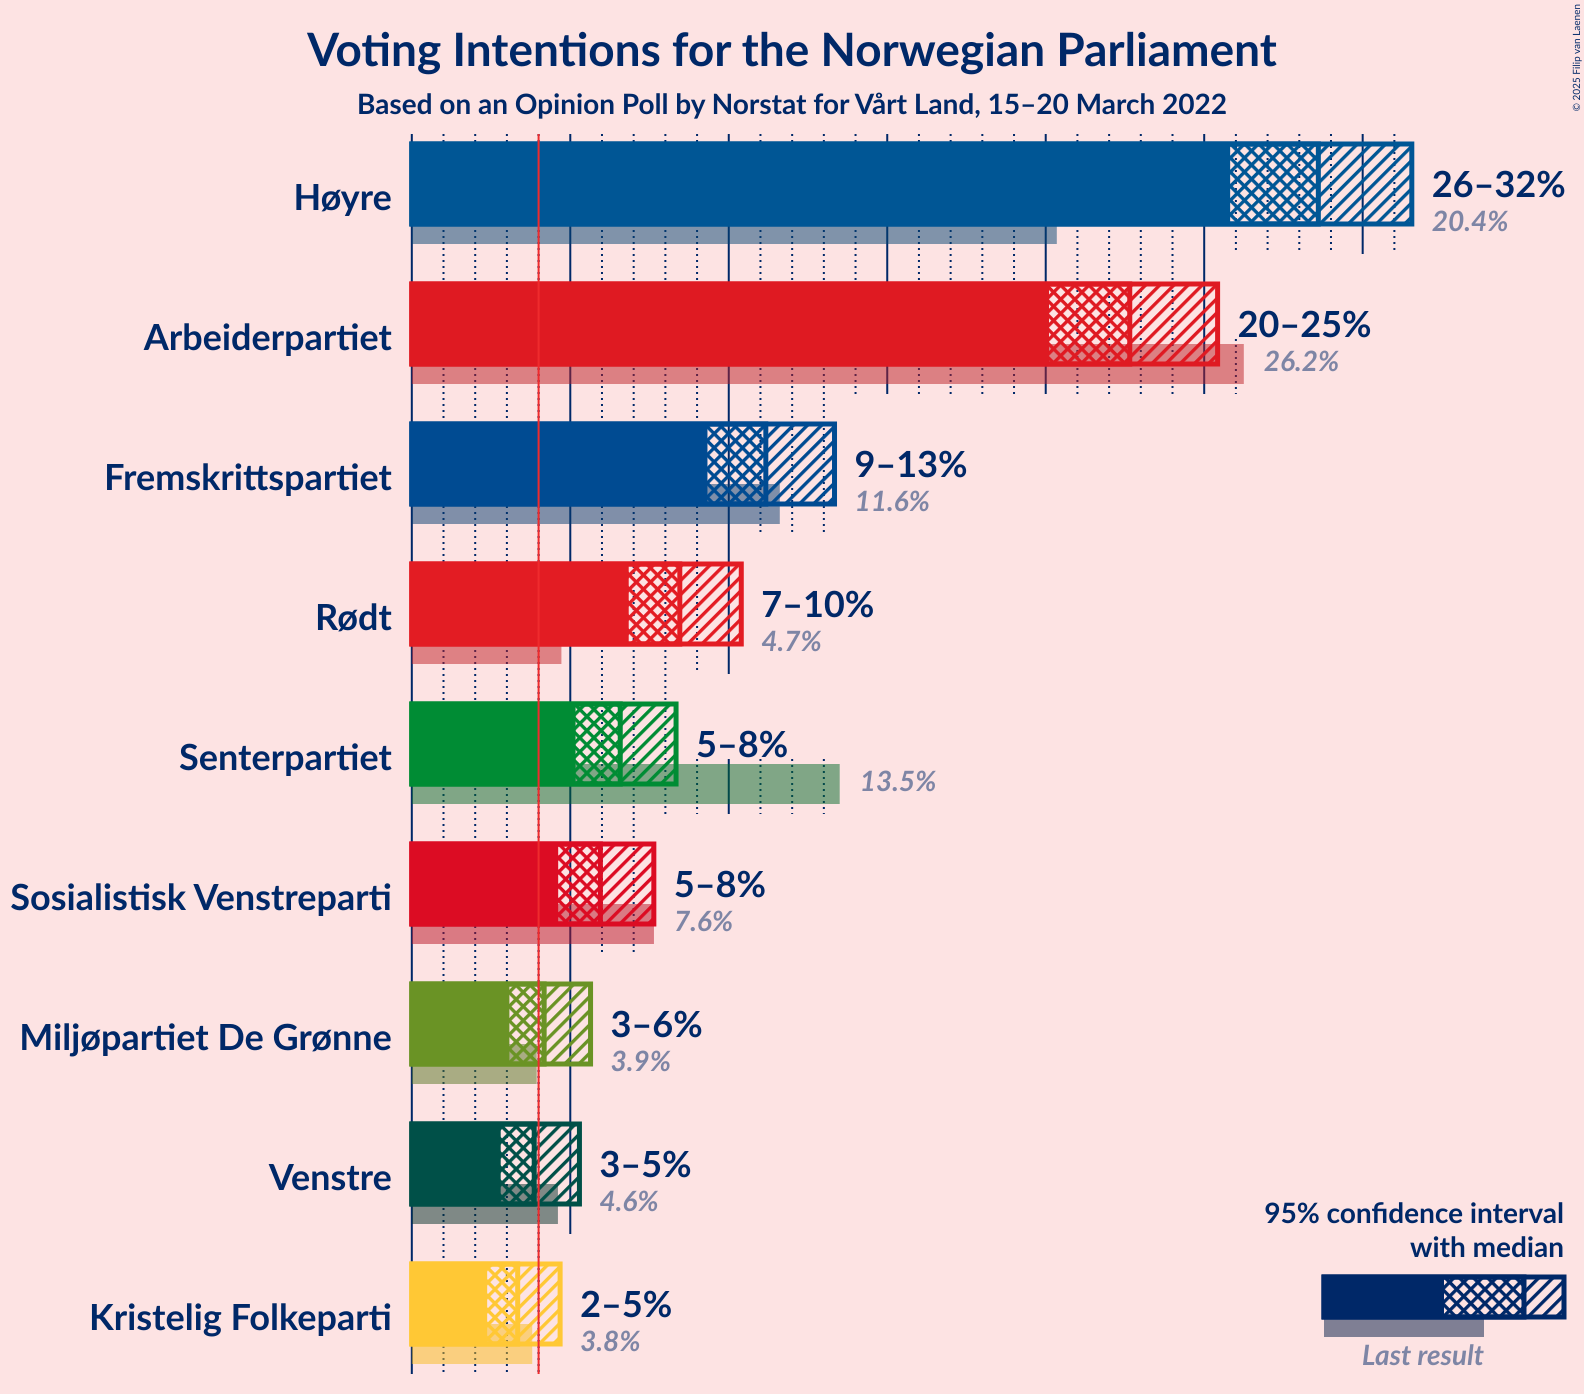 Voting Intentions for the Norwegian Parliament
Based on an Opinion Poll by Norstat for Vårt Land, 15–20 March 2022
© 2025 Filip van Laenen
Høyre
26–32%
20.4%
Arbeiderpartiet
20–25%
26.2%
Fremskrittspartiet
9–13%
11.6%
Rødt
7–10%
4.7%
Senterpartiet
5–8%
13.5%
Sosialistisk Venstreparti
5–8%
7.6%
Miljøpartiet De Grønne
3–6%
3.9%
Venstre
3–5%
4.6%
Kristelig Folkeparti
2–5%
3.8%
95% confidence interval
with median
Last result